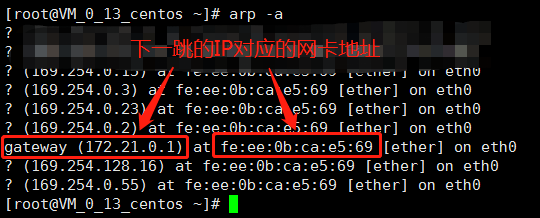 [root@VM_0_13_centos ~]# arp -a
?
下一跳的IP对应的网卡地址
?
? (169.254.0.15) at fe:ee:0b:ca:e5:69 [ether] on eth0
? (169.254.0.3) at fe:ee:0b:ca:e5:69 [ether] on eth0
? (169.254.0.23) at fe:ee:0b:ca:e5:69 [ether] on eth0
? (169.254.0.2) at fe:ee:0b:ca:e5:69 [ether] on eth0
gateway (172.21.0.1) at fe:ee:0b:ca:e5:69 [ether] on eth0
? (169.254.128.16) at fe:ee:0b:ca:e5:69 [ether] on eth0
? (169.254.0.55) at fe:ee:0b:ca:e5:69 [ether] on eth0
[root@VM_0_13_centos ~]#